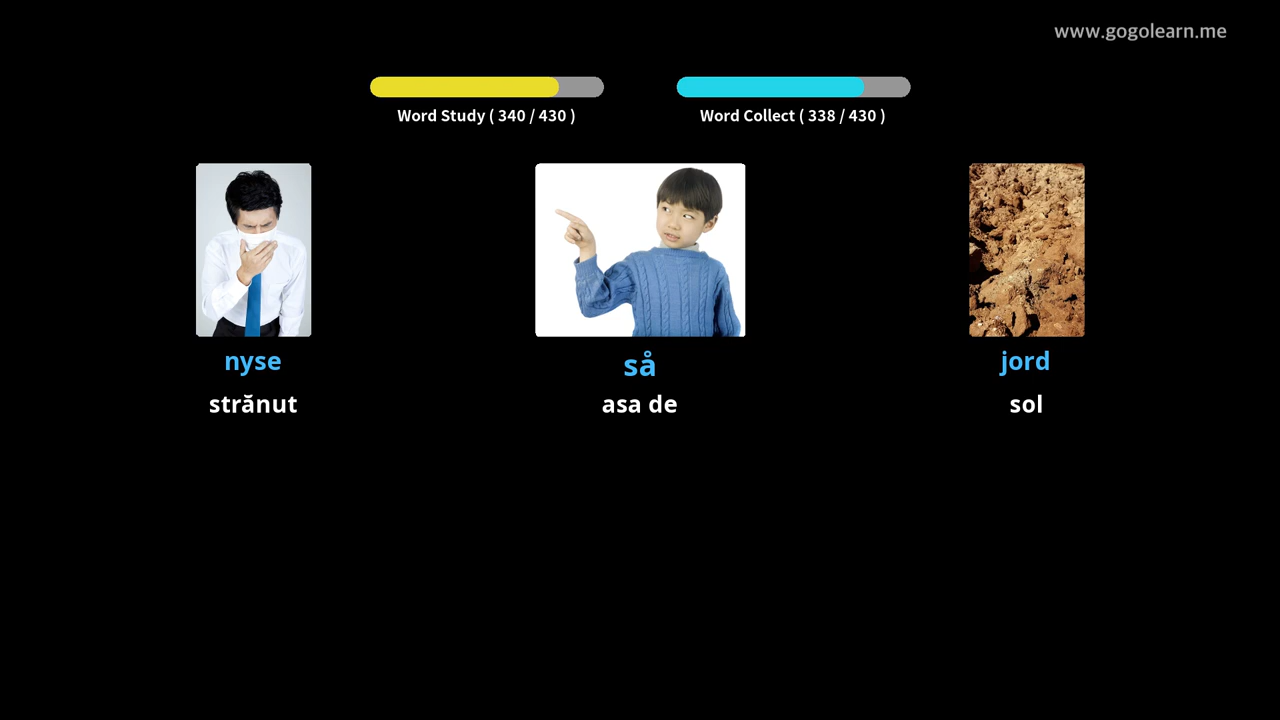 www.gogolearn.me
Word Study ( 340 / 430 )
Word Collect ( 338 / 430 )
nyse
så
jord
strănut
asa de
sol